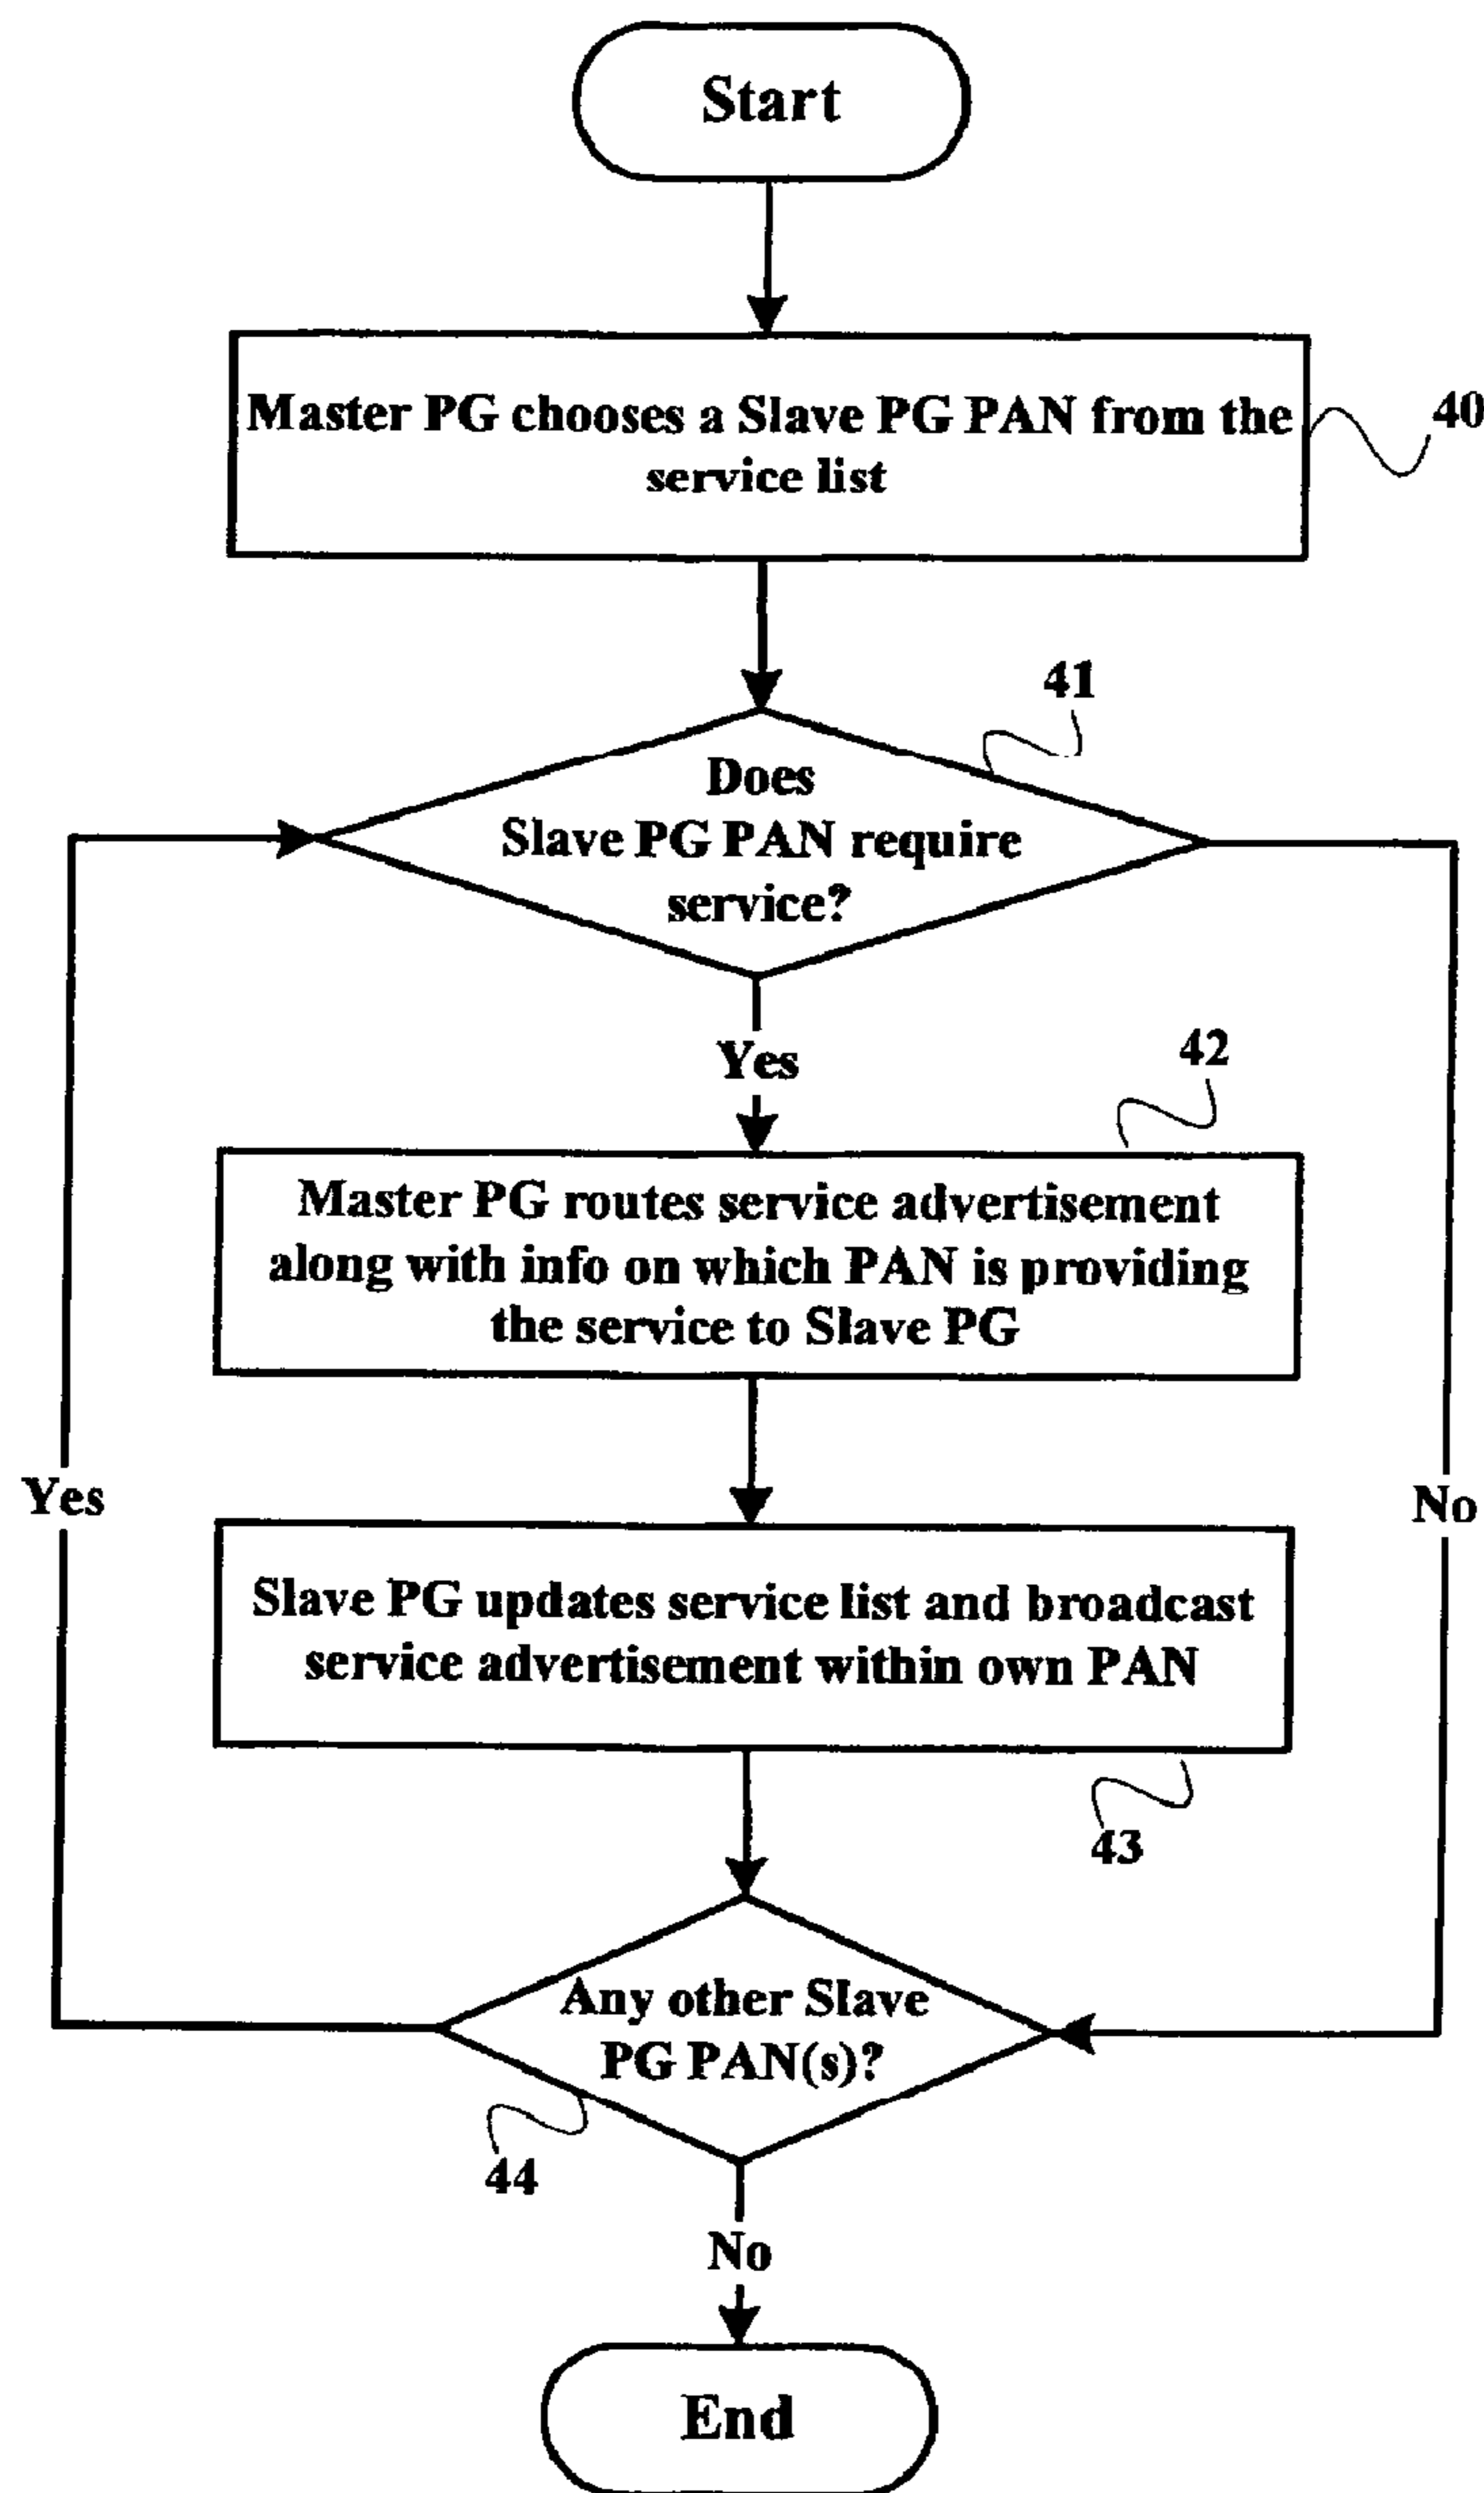 Start
Master PG chooses a Slave PG PAN from the
service list
40
41
Does
Slave PG PAN require
service?
Yes
42
Master PG routes service advertisement
along with info on which PAN is providing
the service to Slave PG
Yes
No
Slave PG updates service list and broadcast
service advertisement within own PAN
43
Any other Slave
PG PAN(s)?
44
No
End